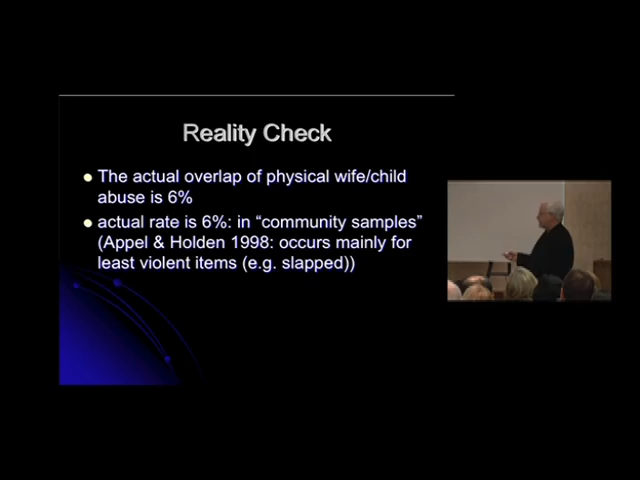 Reality Check
The actual overlap of physical wife/child
abuse is 6%
actual rate is 6%: in “community samples”
(Appel & Holden 1998: occurs mainly for
least violent items (e.g. slapped))